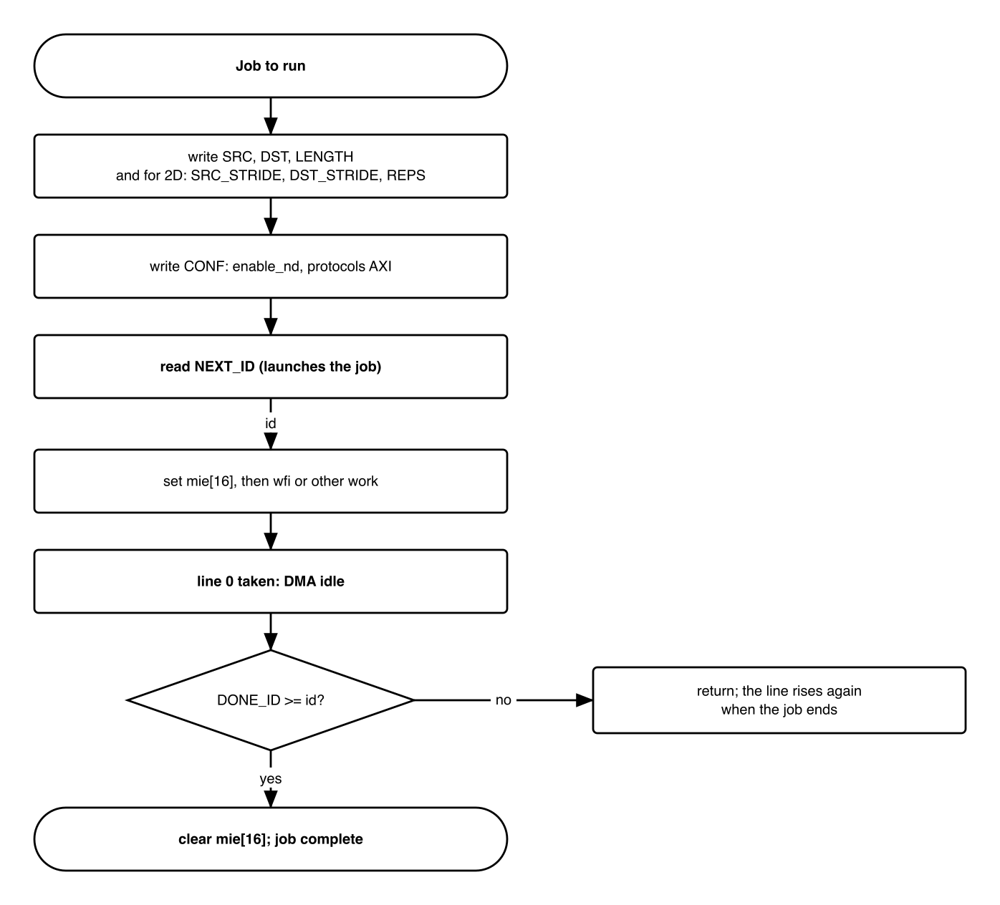 Job to run
write SRC, DST, LENGTH
and for 2D: SRC_STRIDE, DST_STRIDE, REPS
write CONF: enable_nd, protocols AXI
read NEXT_ID (launches the job)
id
set mie[16], then wfi or other work
line 0 taken: DMA idle
DONE_ID >= id?
no
return; the line rises again
when the job ends
yes
clear mie[16]; job complete